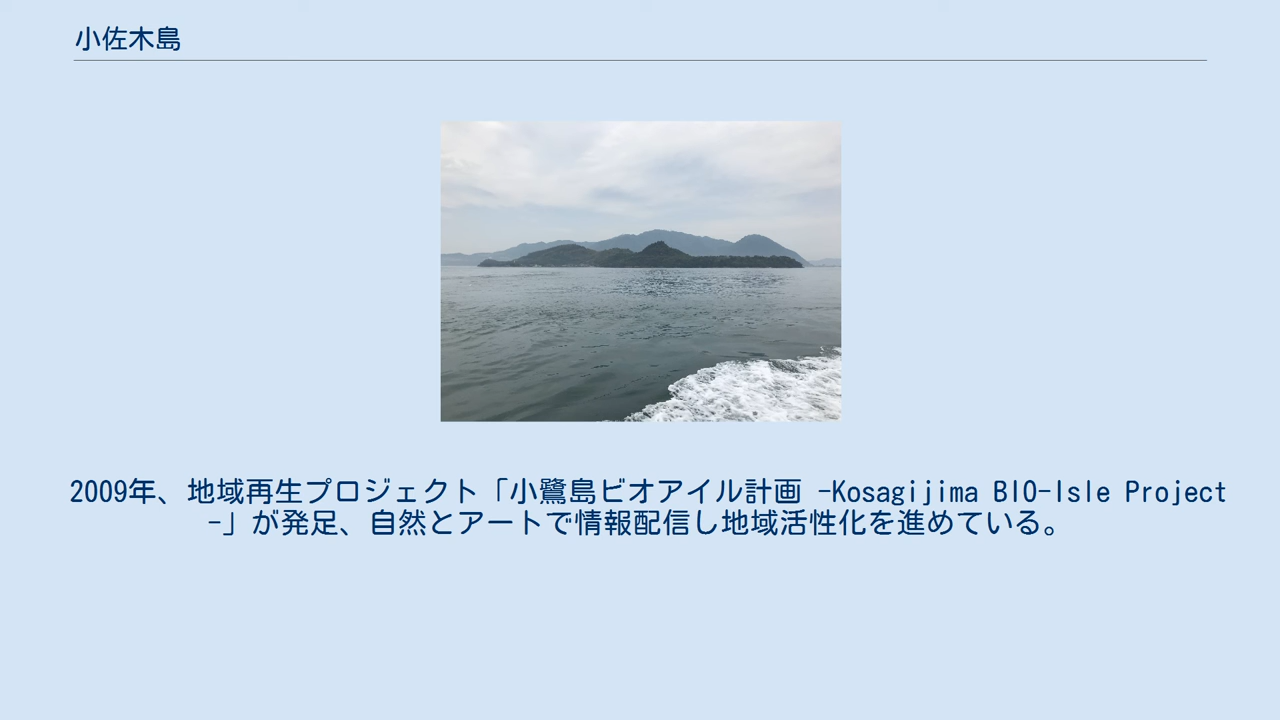 小佐木島
2009年、地域再生プロジェクト「小鷺島ビオアイル計画 -Kosagijima BIO-Isle Project
-」が発足、自然とアートで情報配信し地域活性化を進めている。